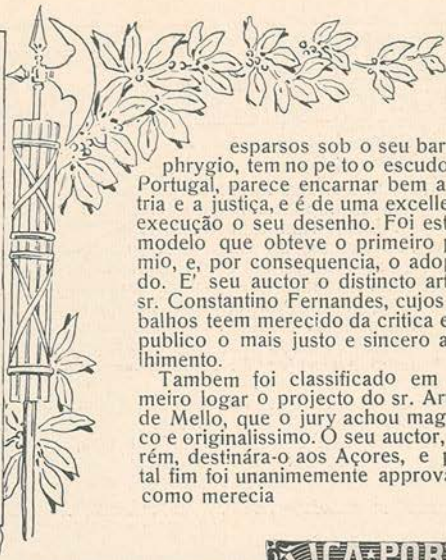 esparsos sob o seu bar
phrygio, tem no pe to o escudo
Portugal, parece encarnar bem a
tria e a justiça, e é de uma excelle
execução o seu desenho. Foi est
modelo que obteve o primeiro
mio, e, por consequencia, o ado
do. E' seu auctor o distincto ar
sr. Constantino Fernandes, cujos
balhos teem merecido da critica e
publico o mais justo e sincero a
lhimento.
Tambem foi classificado em
meiro logar o projecto do sr. Ar
de Mello, que o jury achou mag
co e originalissimo. O seu auctor,
rém, destinára-o aos Açores, e p
tal fim foi unanimemente approva
como merecia
ICA POR